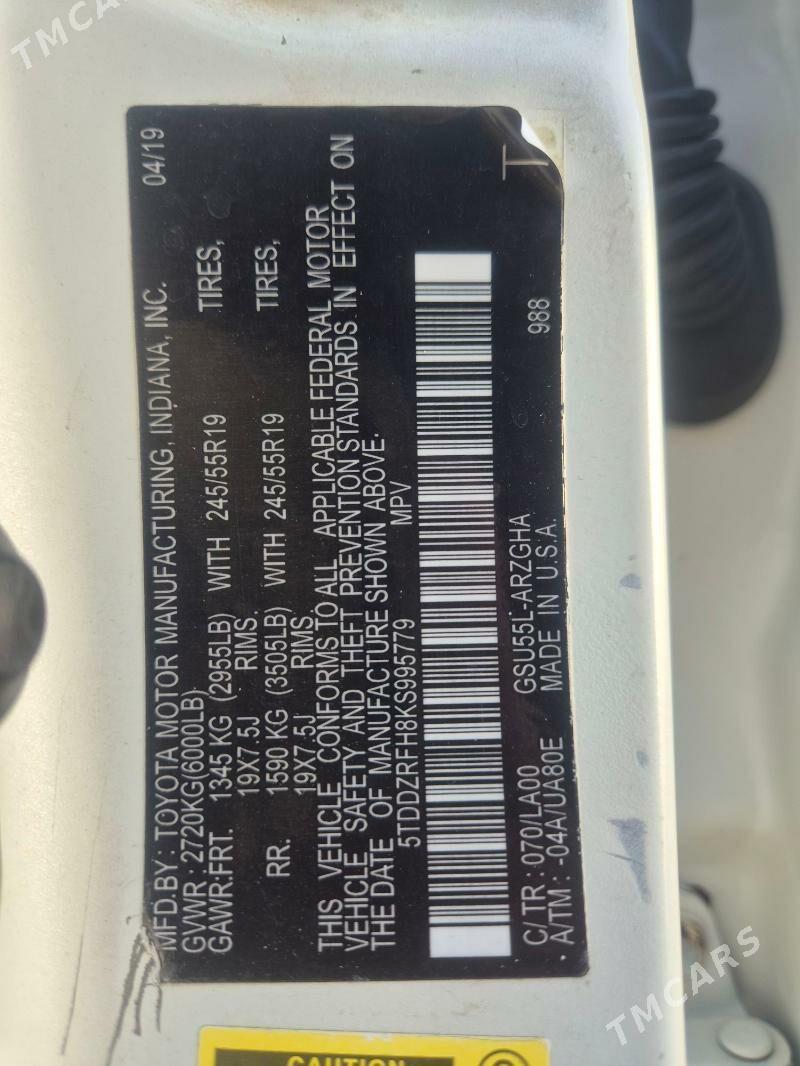 TMCARS
MFD.BY: TOYOTA MOTOR MANUFACTURING, INDIANA, INC. 04/19
GVWR : 2720KG(6000LB)
GAWR:FRT. 1345 KG (2955LB) WITH 245/55R19 TIRES,
19X7.5J RIMS.
RR. 1590 KG (3505LB) WITH 245/55R19 TIRES,
19X7.5J RIMS.
THIS VEHICLE CONFORMS TO ALL APPLICABLE FEDERAL MOTOR
VEHICLE SAFETY AND THEFT PREVENTION STANDARDS IN EFFECT ON
THE DATE OF MANUFACTURE SHOWN ABOVE.
5TDDZRFH8KS995779 MPV
T
C/TR : 070/LA00 GSU55L-ARZGHA
A/TM : -04A/UA80E MADE IN U.S.A. 988
CAUTION
TMCARS